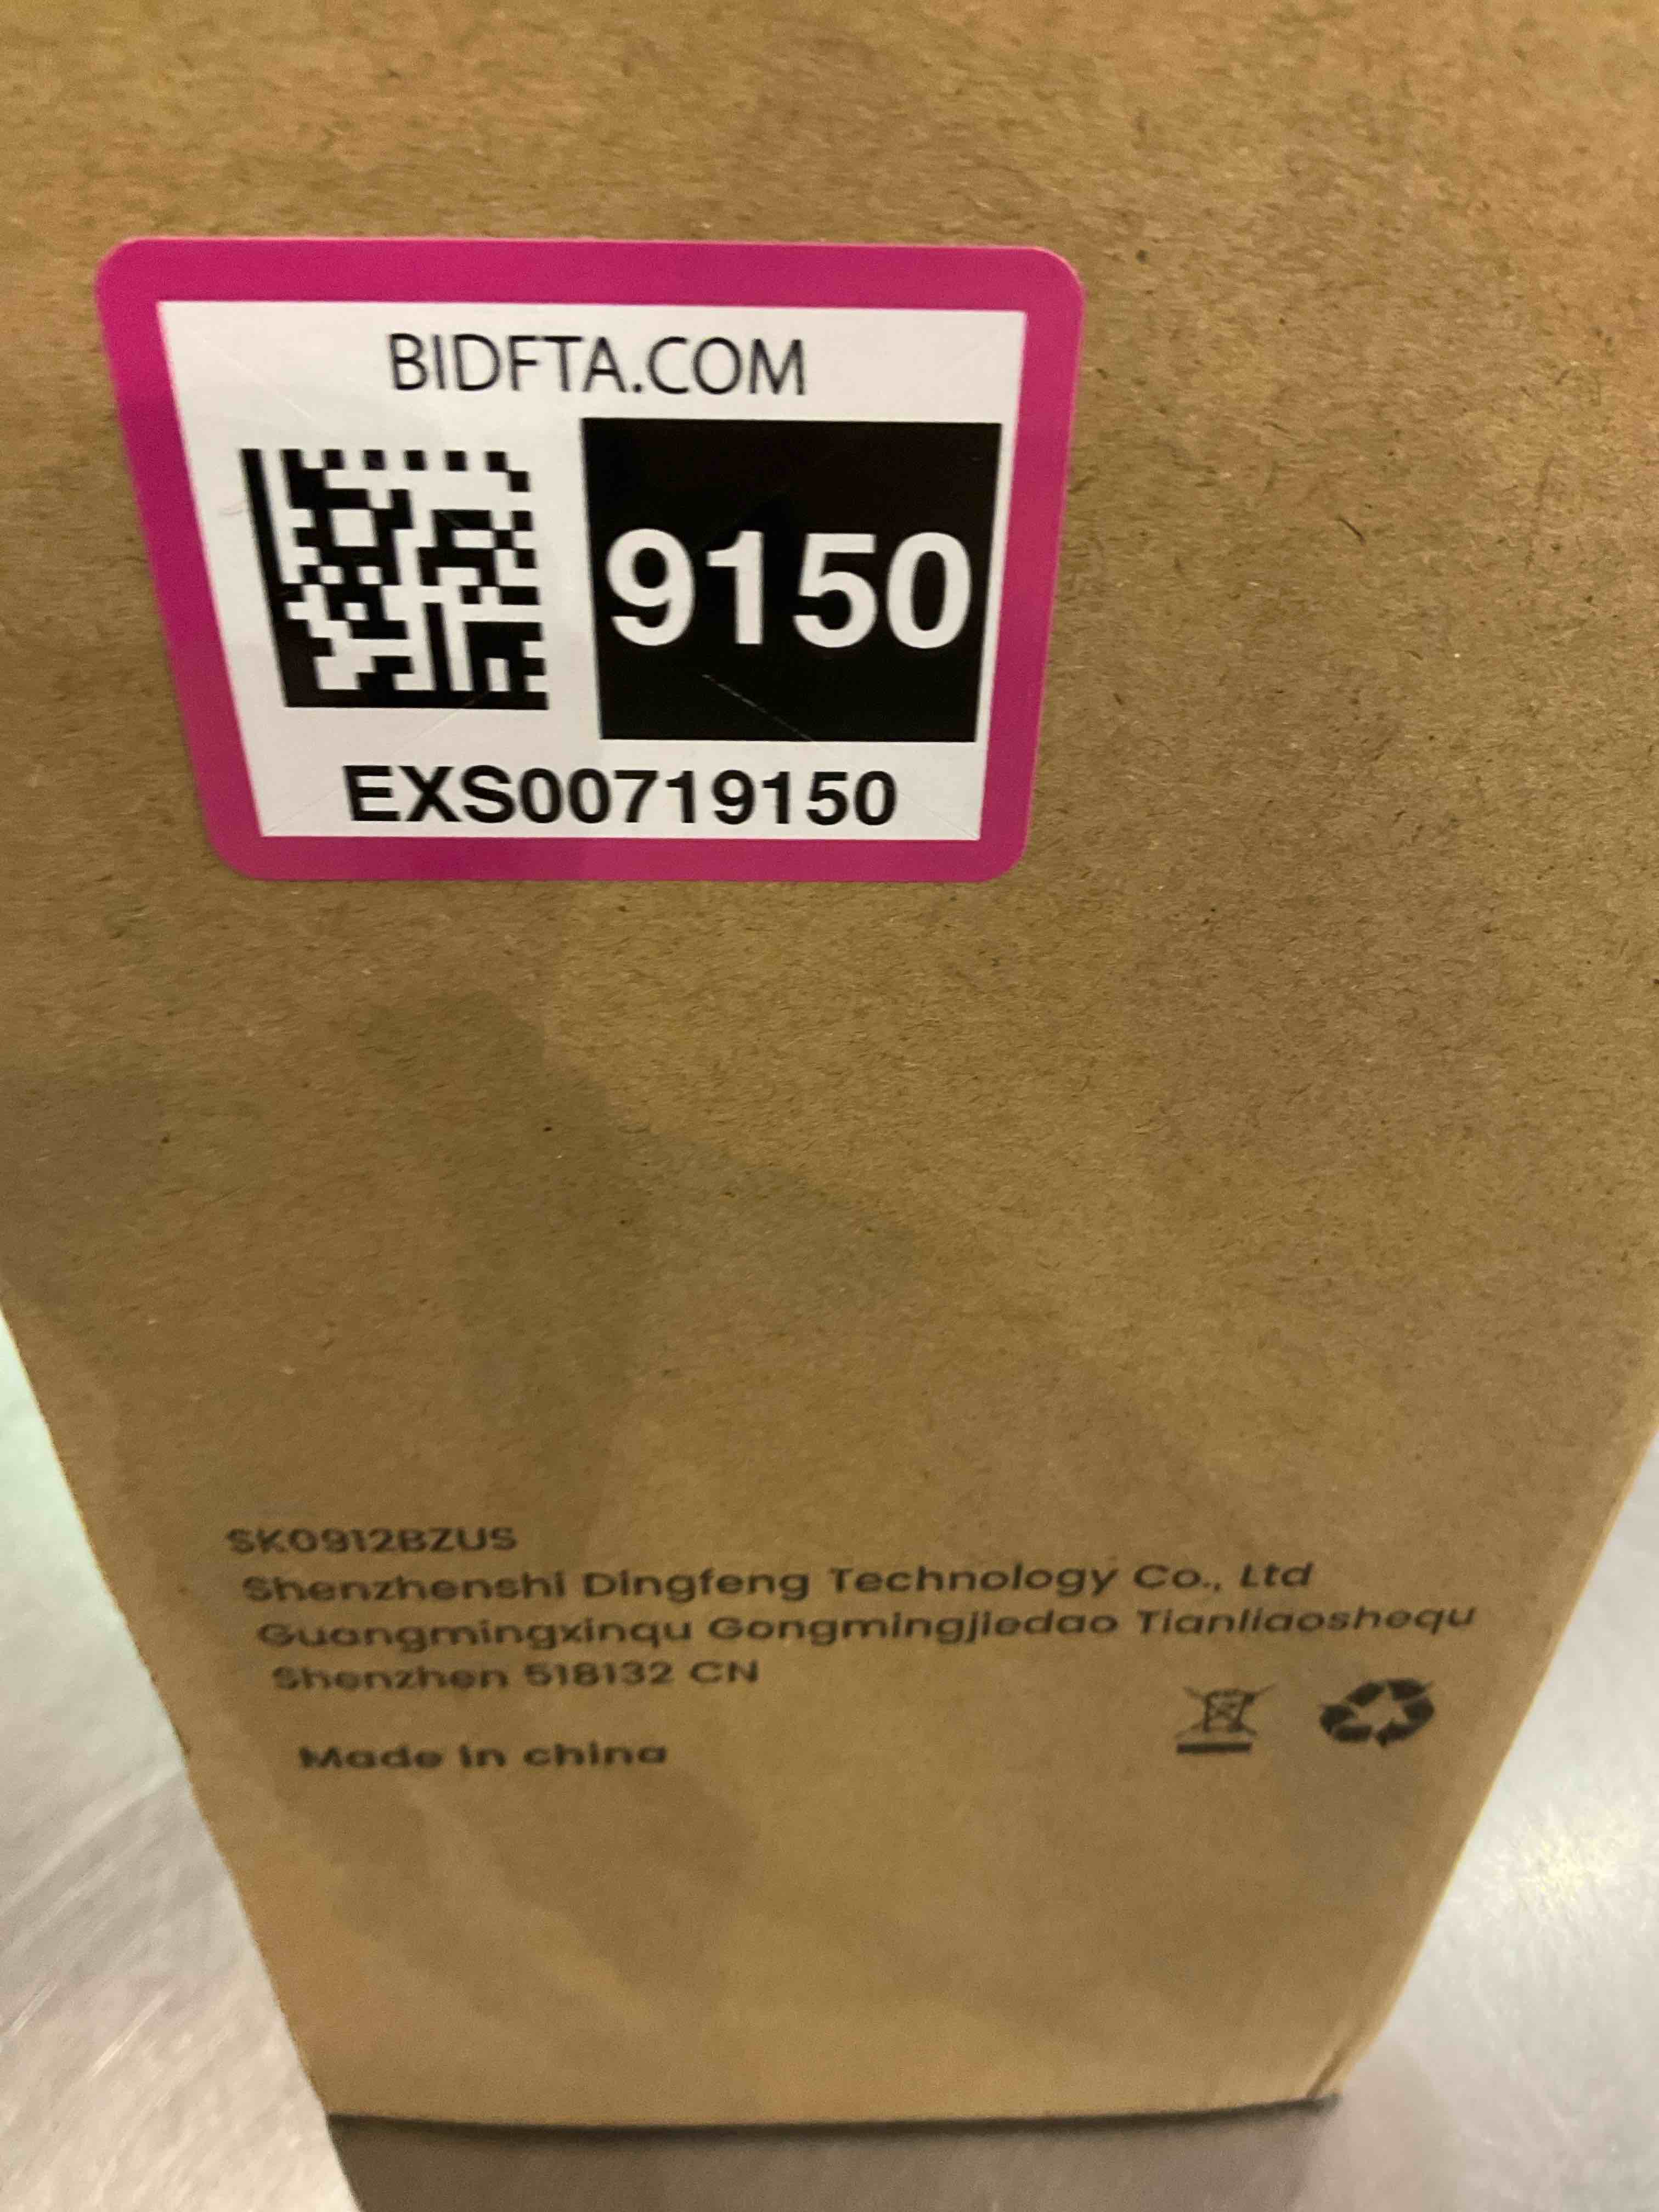 BIDFTA.COM
9150
EXS00719150
SK0912BZUS
Shenzhenshi Dingfeng Technology Co., Ltd
Guangmingxinqu Gongmingjiedao Tianliaoshequ
Shenzhen 518132 CN
Made in china